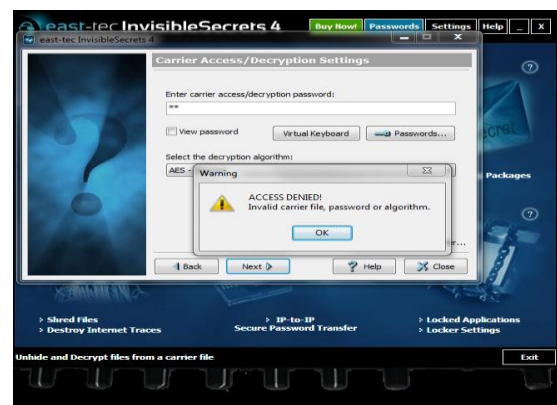 east-tec InvisibleSecrets 4
Buy Now! Passwords Settings Help _ X
east-tec InvisibleSecrets 4
Carrier Access/Decryption Settings
Enter carrier access/decryption password:
**
View password
Virtual Keyboard
Passwords...
Select the decryption algorithm:
AES -
Warning
ACCESS DENIED!
Invalid carrier file, password or algorithm.
OK
Back
Next
Help
Close
Packages
> Shred Files
> Destroy Internet Traces
> IP-to-IP
Secure Password Transfer
> Locked Applications
> Locker Settings
Unhide and Decrypt files from a carrier file
Exit